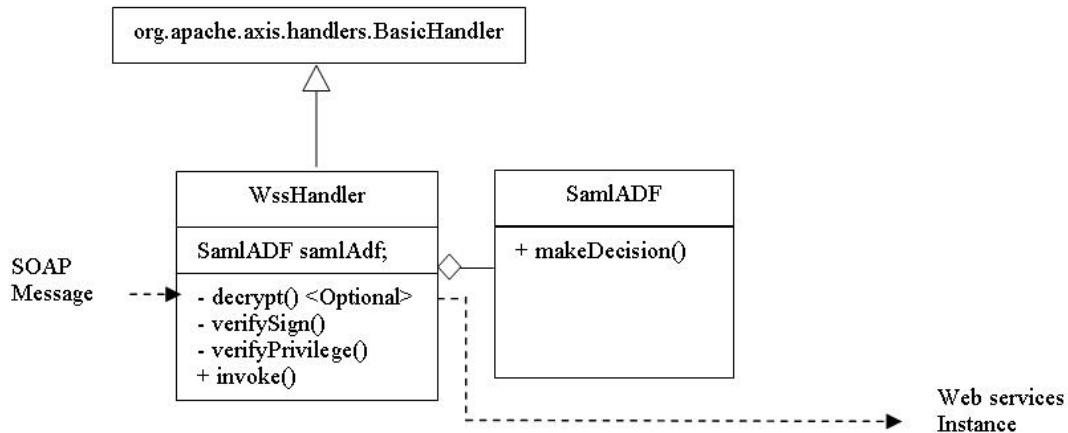 org.apache.axis.handlers.BasicHandler
WssHandler
SamlADF samlAdf;
- decrypt() <Optional>
- verifySign()
- verifyPrivilege()
+ invoke()
SamlADF
+ makeDecision()
SOAP
Message
Web services
Instance